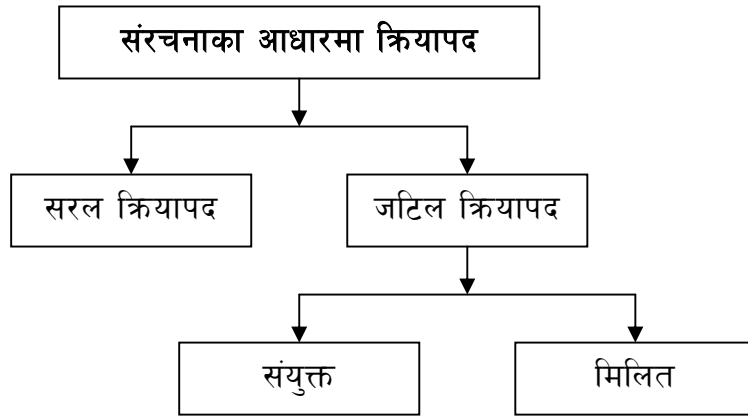 संरचनाका आधारमा क्रियापद
सरल क्रियापद
जटिल क्रियापद
संयुक्त
मिलित